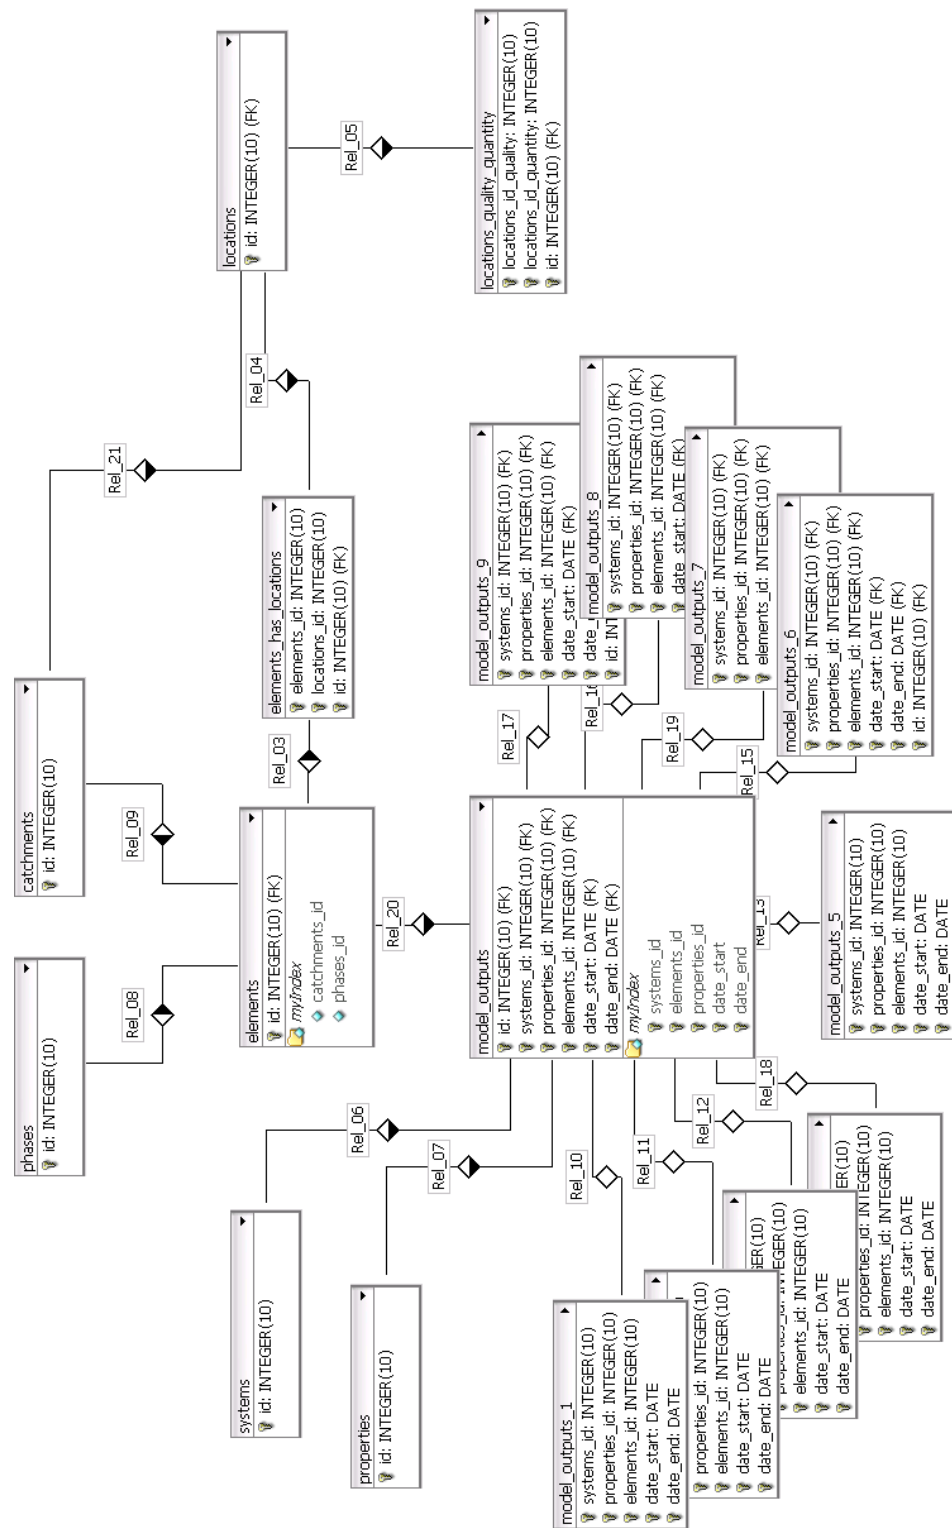 phases
id: INTEGER(10)
catchments
id: INTEGER(10)
Rel_08
Rel_09
Rel_21
systems
id: INTEGER(10)
elements
id: INTEGER(10) (FK)
myIndex
catchments_id
phases_id
Rel_03
elements_has_locations
elements_id: INTEGER(10)
locations_id: INTEGER(10)
id: INTEGER(10) (FK)
Rel_04
locations
id: INTEGER(10) (FK)
Rel_05
locations_quality_quantity
locations_id_quality: INTEGER(10)
locations_id_quantity: INTEGER(10)
id: INTEGER(10) (FK)
Rel_06
Rel_20
properties
id: INTEGER(10)
Rel_07
model_outputs
id: INTEGER(10) (FK)
systems_id: INTEGER(10) (FK)
properties_id: INTEGER(10) (FK)
elements_id: INTEGER(10) (FK)
date_start: DATE (FK)
date_end: DATE (FK)
myIndex
systems_id
elements_id
properties_id
date_start
date_end
Rel_17
model_outputs_9
systems_id: INTEGER(10) (FK)
properties_id: INTEGER(10) (FK)
elements_id: INTEGER(10) (FK)
date_start: DATE (FK)
Rel_16
model_outputs_8
systems_id: INTEGER(10) (FK)
properties_id: INTEGER(10) (FK)
elements_id: INTEGER(10) (FK)
date_start: DATE (FK)
Rel_19
model_outputs_7
systems_id: INTEGER(10) (FK)
properties_id: INTEGER(10) (FK)
elements_id: INTEGER(10) (FK)
Rel_15
model_outputs_6
systems_id: INTEGER(10) (FK)
properties_id: INTEGER(10) (FK)
elements_id: INTEGER(10) (FK)
date_start: DATE (FK)
date_end: DATE (FK)
id: INTEGER(10) (FK)
Rel_10
model_outputs_1
systems_id: INTEGER(10)
properties_id: INTEGER(10)
elements_id: INTEGER(10)
date_start: DATE
date_end: DATE
Rel_11
properties_id: INTEGER(10)
elements_id: INTEGER(10)
date_start: DATE
date_end: DATE
Rel_12
properties_id: INTEGER(10)
elements_id: INTEGER(10)
date_start: DATE
date_end: DATE
Rel_18
properties_id: INTEGER(10)
elements_id: INTEGER(10)
date_start: DATE
date_end: DATE
Rel_13
model_outputs_5
systems_id: INTEGER(10)
properties_id: INTEGER(10)
elements_id: INTEGER(10)
date_start: DATE
date_end: DATE